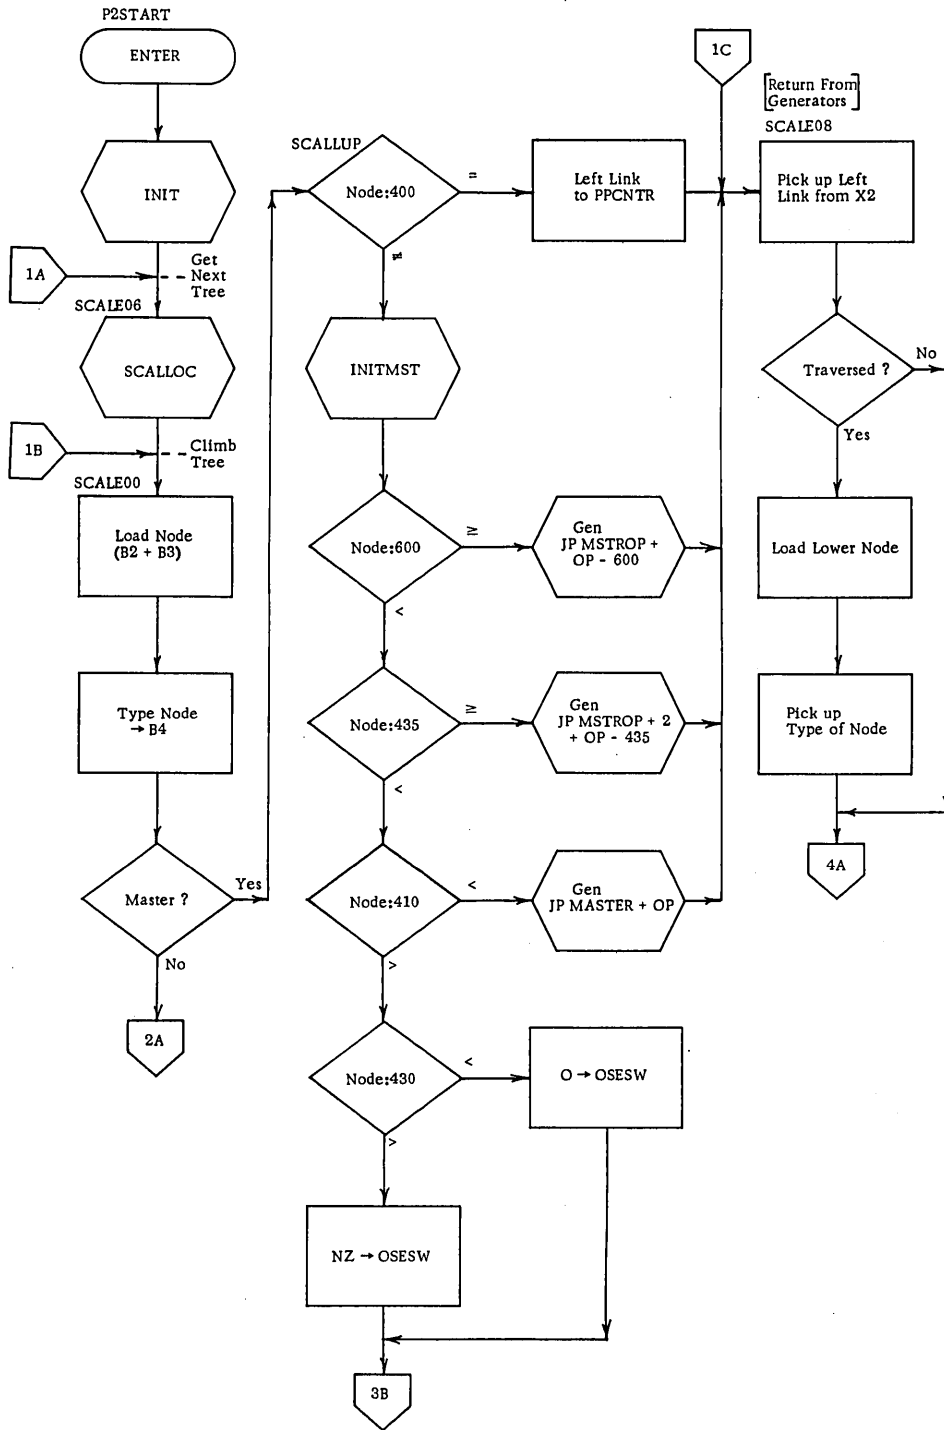 P2START
ENTER
INIT
1A
Get
Next
Tree
SCALE06
SCALLOC
1B
Climb
Tree
SCALE00
Load Node
(B2 + B3)
Type Node
→ B4
Master ?
Yes
No
2A
SCALLUP
Node:400
=
≠
Left Link
to PPCNTR
INITMST
Node:600
≥
<
Gen
JP MSTROP +
OP - 600
Node:435
≥
<
Gen
JP MSTROP + 2
+ OP - 435
Node:410
<
>
Gen
JP MASTER + OP
Node:430
<
>
O → OSESW
NZ → OSESW
3B
1C
[Return From
Generators]
SCALE08
Pick up Left
Link from X2
Traversed ?
No
Yes
Load Lower Node
Pick up
Type of Node
4A